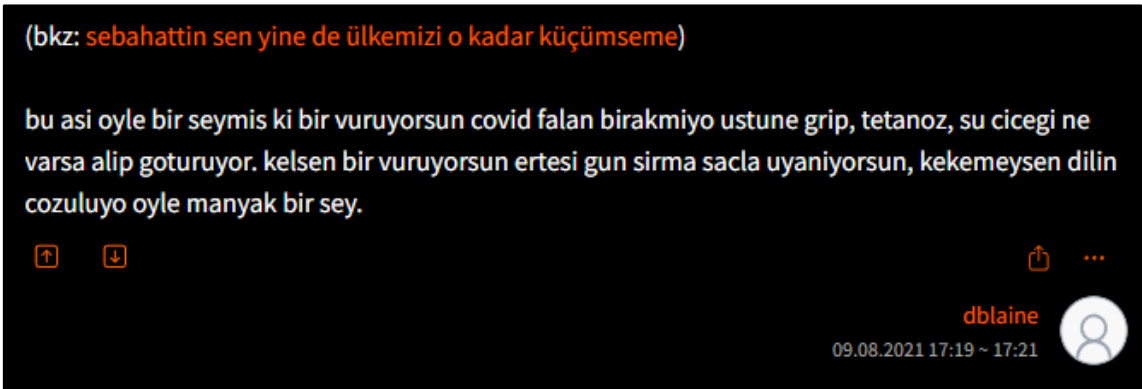 (bkz: sebahattin sen yine de ülkemizi o kadar küçümseme)
bu asi oyle bir seymis ki bir vuruyorsun covid falan birakmiyo ustune grip, tetanoz, su cicegi ne
varsa alip goturuyor. kelsen bir vuruyorsun ertesi gun sirma sacla uyaniyorsun, kekemeysen dilin
cozuluyo oyle manyak bir sey.
dblaine
09.08.2021 17:19 ~ 17:21